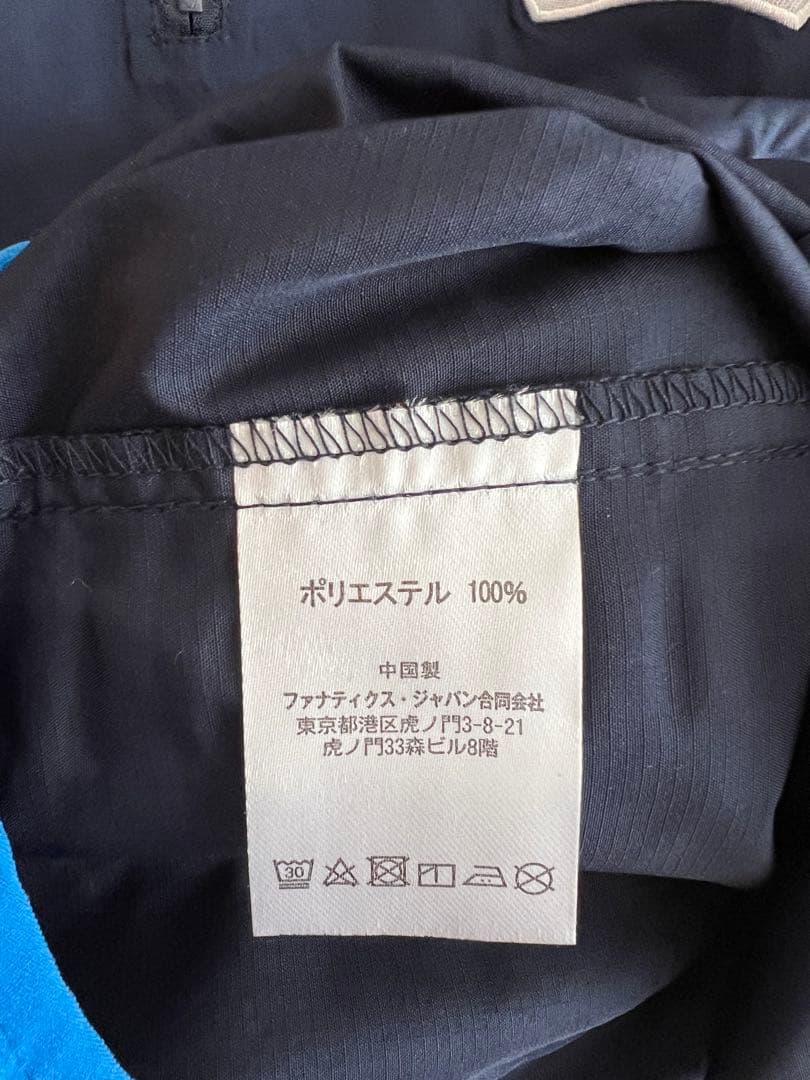 ポリエステル 100%
中国製
ファナティクス・ジャパン合同会社
東京都港区虎ノ門3-8-21
虎ノ門33森ビル8階
30